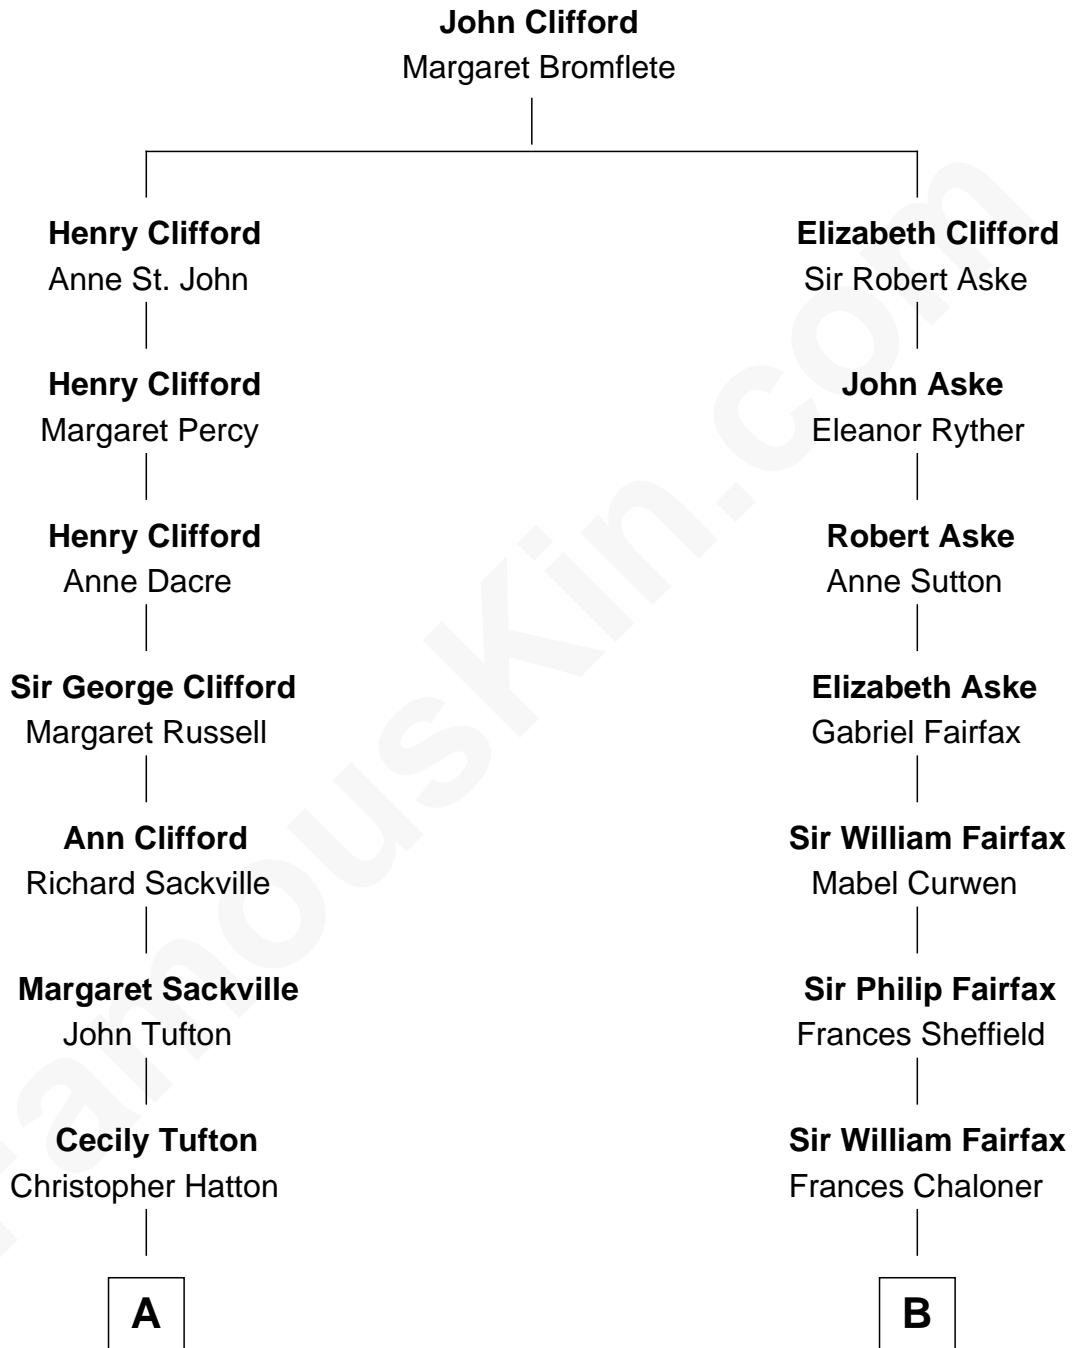 John Clifford
Margaret Bromflete
Henry Clifford
Anne St. John
Elizabeth Clifford
Sir Robert Aske
Henry Clifford
Margaret Percy
John Aske
Eleanor Ryther
Henry Clifford
Anne Dacre
Robert Aske
Anne Sutton
Sir George Clifford
Margaret Russell
Elizabeth Aske
Gabriel Fairfax
Ann Clifford
Richard Sackville
Sir William Fairfax
Mabel Curwen
Margaret Sackville
John Tufton
Sir Philip Fairfax
Frances Sheffield
Cecily Tufton
Christopher Hatton
Sir William Fairfax
Frances Chaloner
A
B
FamousKin.com